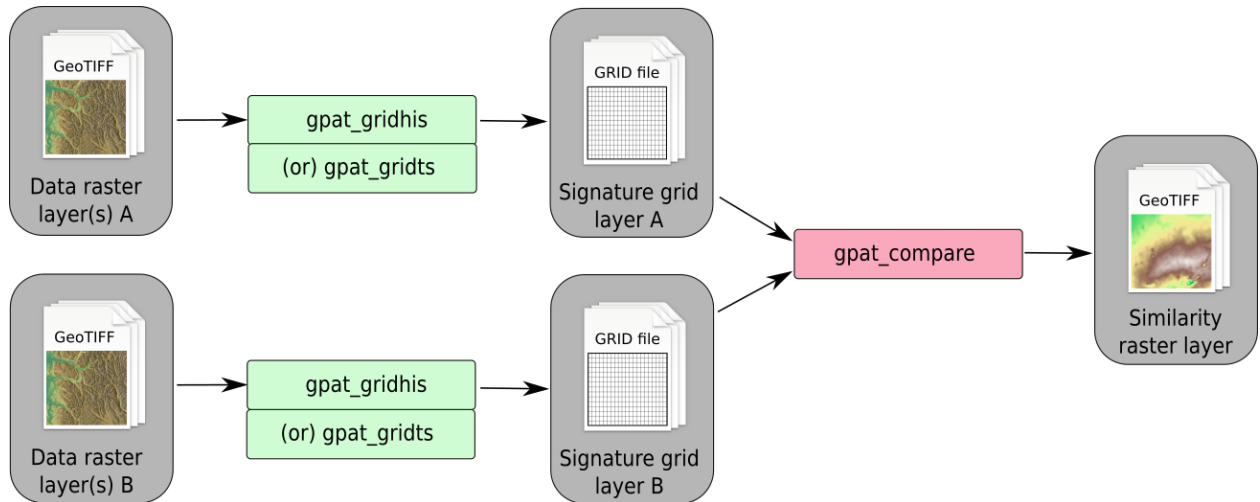 GeoTIFF
Data raster
layer(s) A
gpat_gridhis
(or) gpat_gridts
GRID file
Signature grid
layer A
GeoTIFF
Data raster
layer(s) B
gpat_gridhis
(or) gpat_gridts
GRID file
Signature grid
layer B
gpat_compare
GeoTIFF
Similarity
raster layer